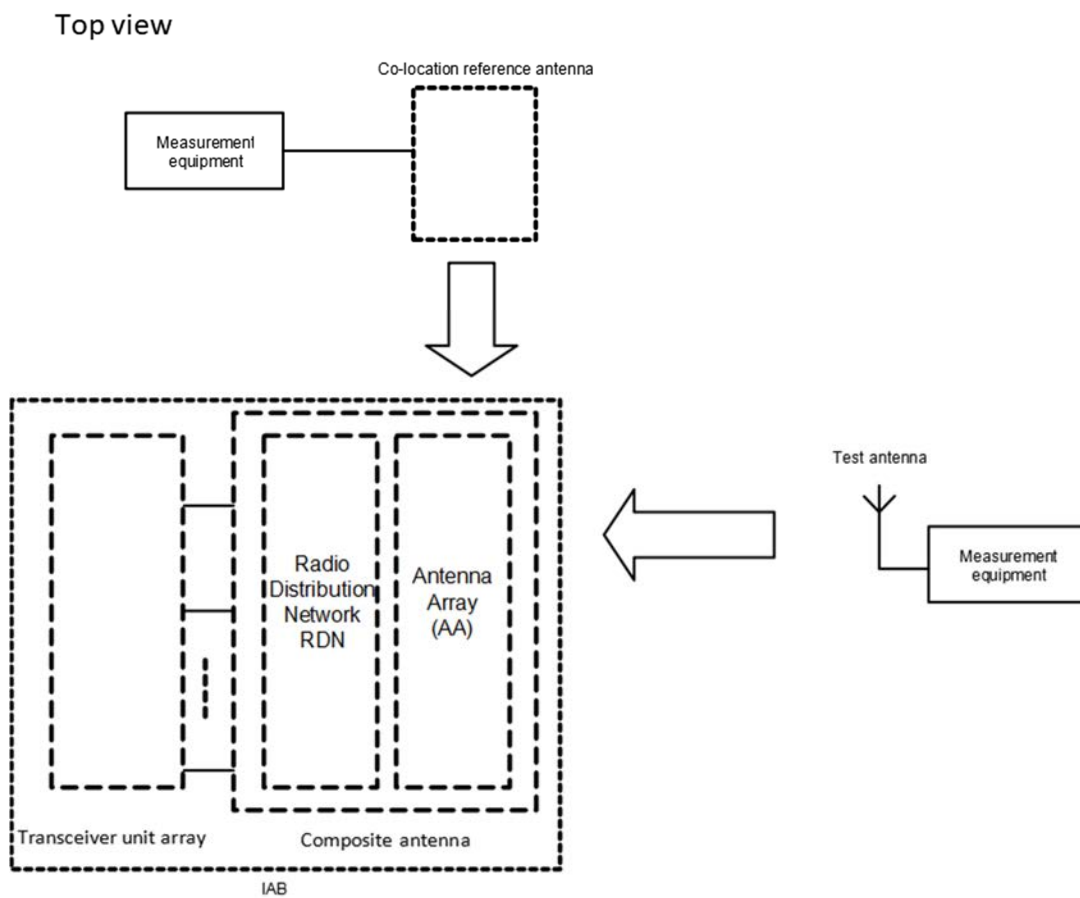 Top view
Co-location reference antenna
Measurement
equipment
Test antenna
Measurement
equipment
Radio
Distribution
Network
RDN
Antenna
Array
(AA)
Transceiver unit array
Composite antenna
IAB